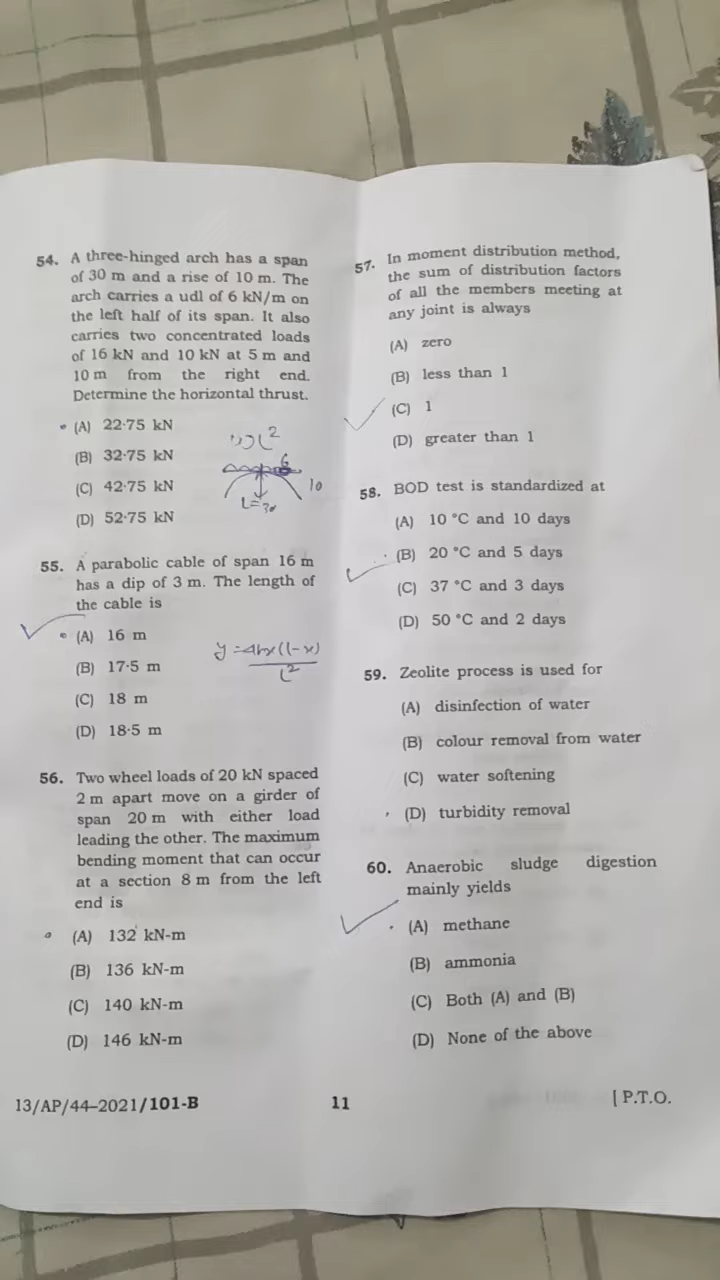 54. A three-hinged arch has a span
of 30 m and a rise of 10 m. The
arch carries a udl of 6 kN/m on
the left half of its span. It also
carries two concentrated loads
of 16 kN and 10 kN at 5 m and
10 m from the right end.
Determine the horizontal thrust.
(A) 22·75 kN
(B) 32·75 kN
(C) 42·75 kN
(D) 52·75 kN
6
10
L=30
55. A parabolic cable of span 16 m
has a dip of 3 m. The length of
the cable is
(A) 16 m
(B) 17·5 m
(C) 18 m
(D) 18·5 m
y=4hx(l-x)
L²
56. Two wheel loads of 20 kN spaced
2 m apart move on a girder of
span 20 m with either load
leading the other. The maximum
bending moment that can occur
at a section 8 m from the left
end is
(A) 132 kN-m
(B) 136 kN-m
(C) 140 kN-m
(D) 146 kN-m
57. In moment distribution method,
the sum of distribution factors
of all the members meeting at
any joint is always
(A) zero
(B) less than 1
(C) 1
(D) greater than 1
58. BOD test is standardized at
(A) 10 °C and 10 days
(B) 20 °C and 5 days
(C) 37 °C and 3 days
(D) 50 °C and 2 days
59. Zeolite process is used for
(A) disinfection of water
(B) colour removal from water
(C) water softening
(D) turbidity removal
60. Anaerobic sludge digestion
mainly yields
(A) methane
(B) ammonia
(C) Both (A) and (B)
(D) None of the above
13/AP/44–2021/101-B
11
[ P.T.O.